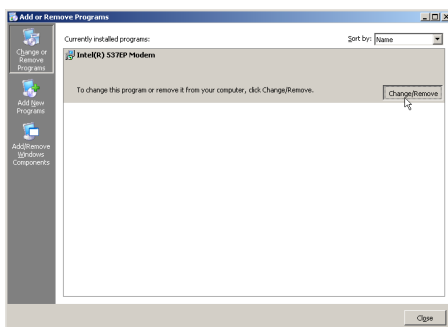 Add or Remove Programs
Change or
Remove
Programs
Add New
Programs
Add/Remove
Windows
Components
Currently installed programs:
Sort by: Name
Intel(R) 537EP Modem
To change this program or remove it from your computer, click Change/Remove.
Change/Remove
Close